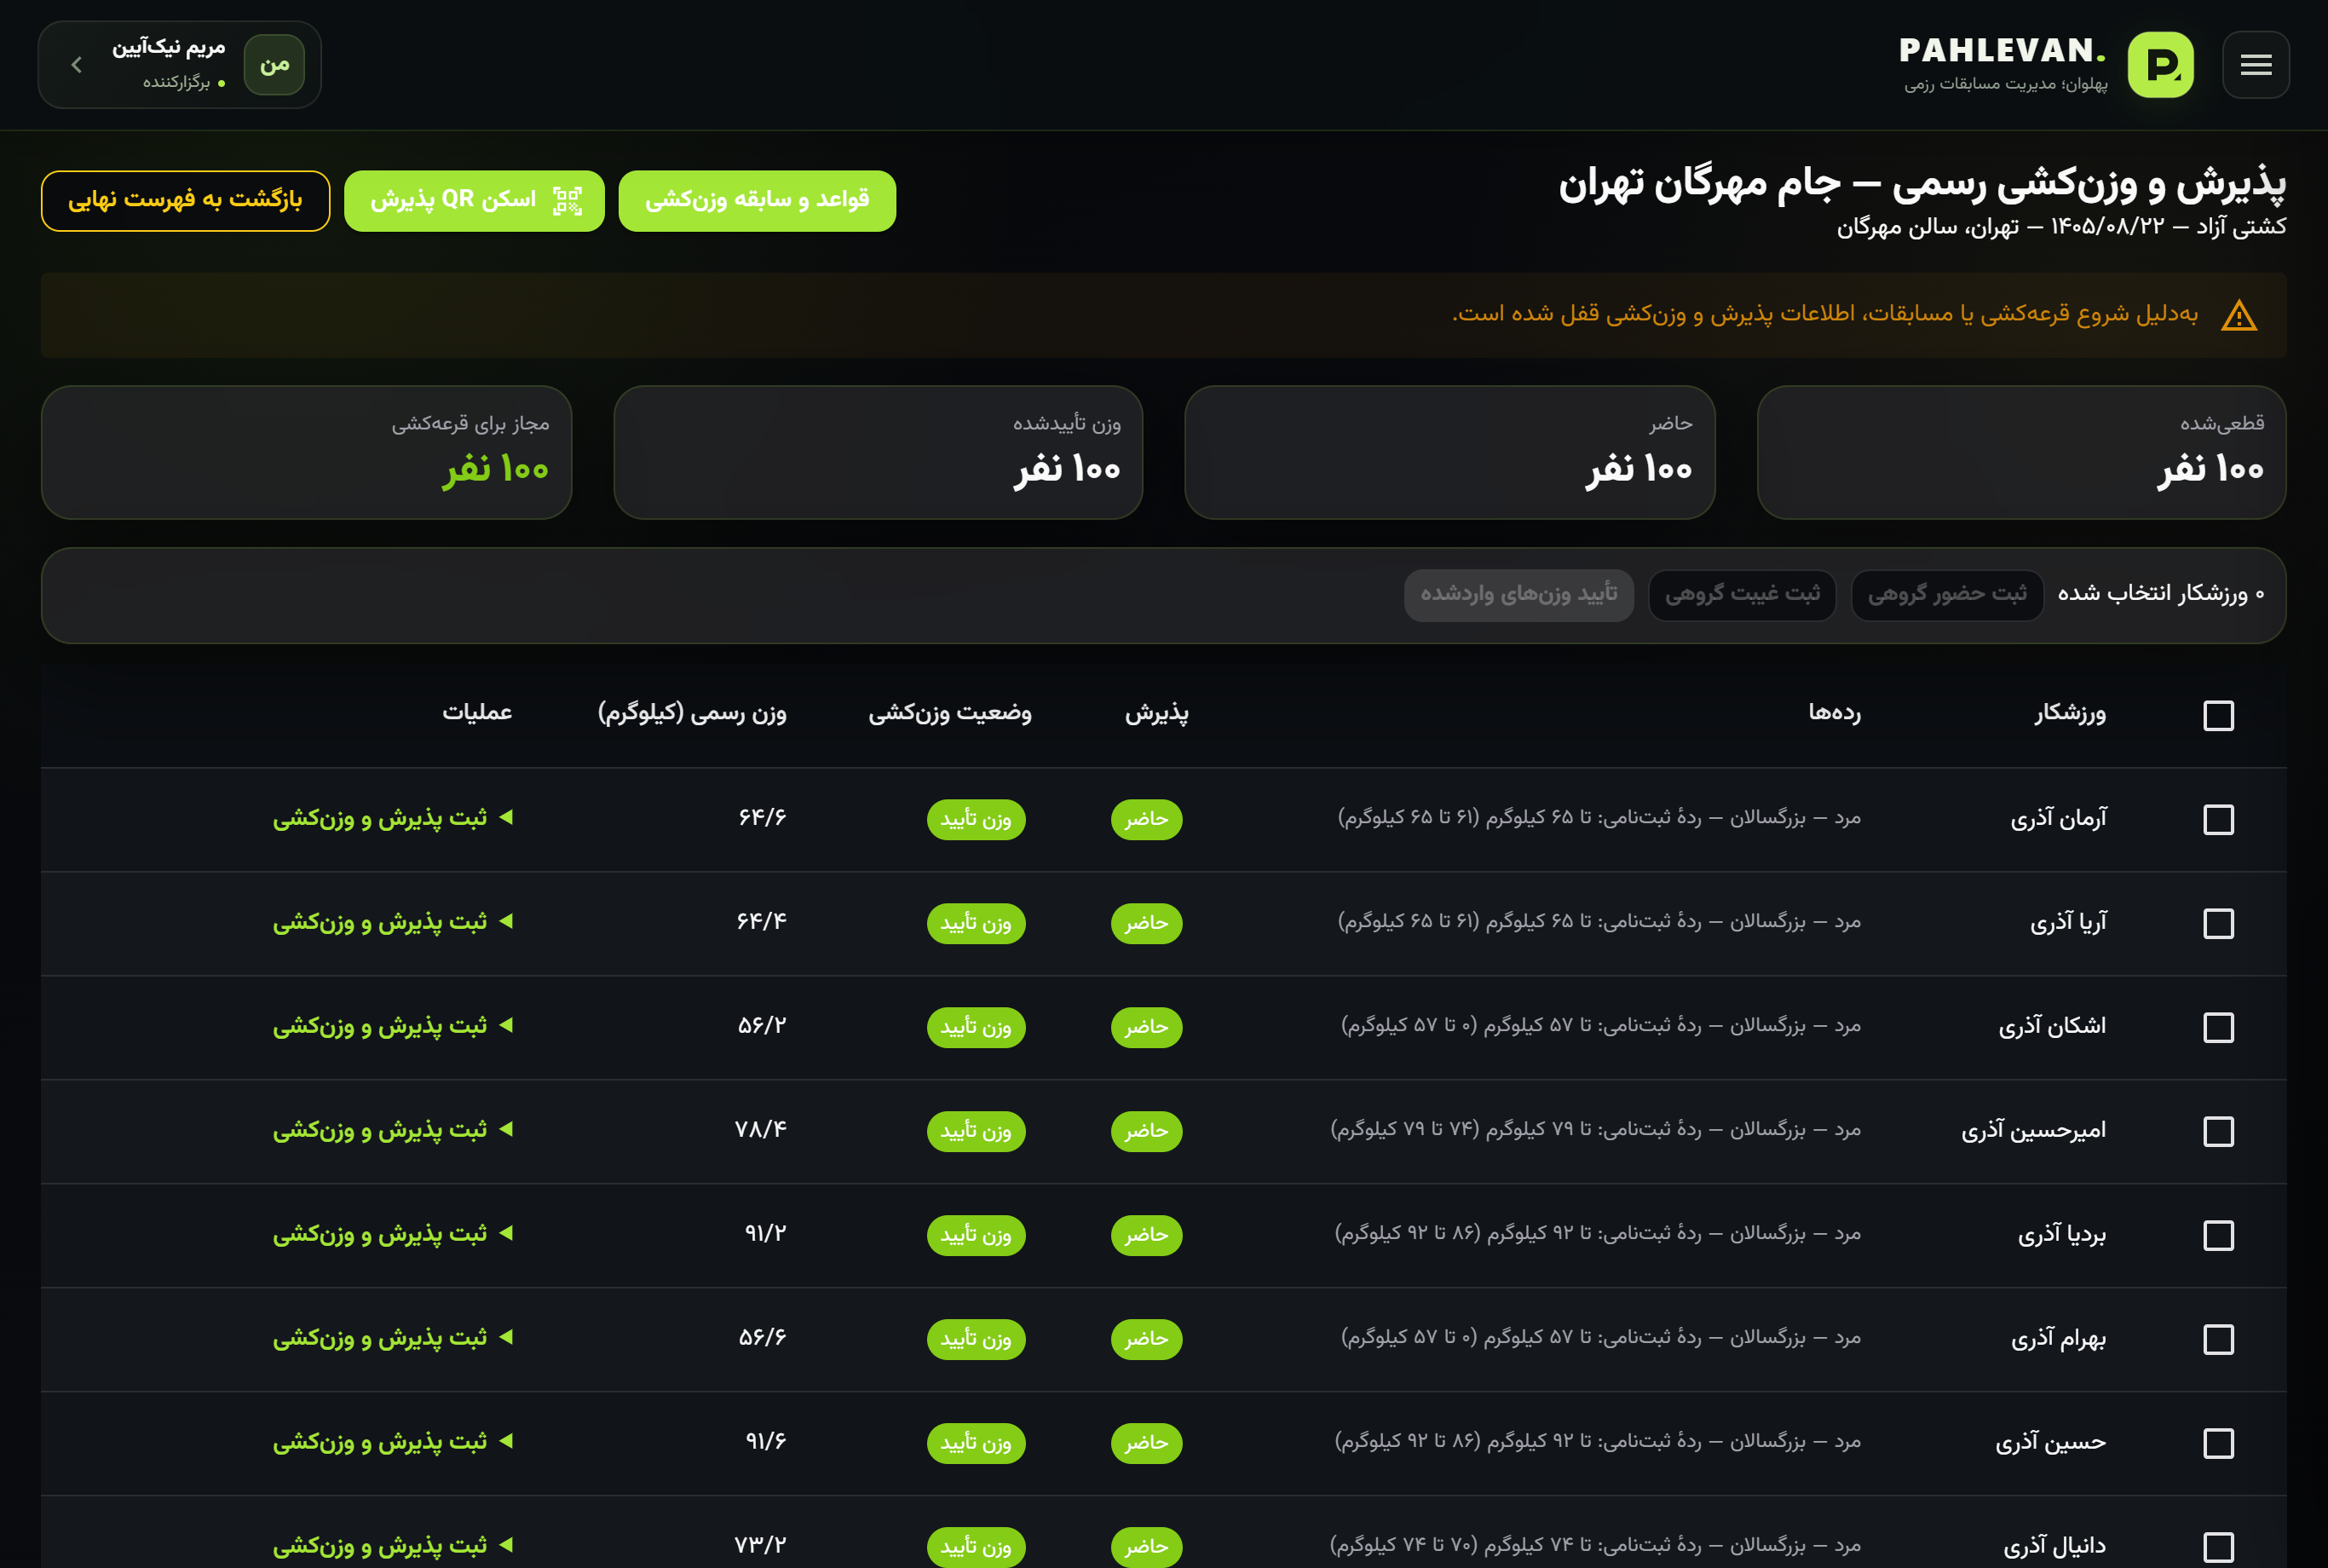 PAHLEVAN.
پهلوان؛ مدیریت مسابقات رزمی
من
مریم نیک‌آیین
برگزارکننده
پذیرش و وزن‌کشی رسمی — جام مهرگان تهران
کشتی آزاد — ۱۴۰۵/۰۸/۲۲ — تهران، سالن مهرگان
قواعد و سابقه وزن‌کشی
اسکن QR پذیرش
بازگشت به فهرست نهایی
به‌دلیل شروع قرعه‌کشی یا مسابقات، اطلاعات پذیرش و وزن‌کشی قفل شده است.
قطعی‌شده
۱۰۰ نفر
حاضر
۱۰۰ نفر
وزن تأییدشده
۱۰۰ نفر
مجاز برای قرعه‌کشی
۱۰۰ نفر
۰ ورزشکار انتخاب شده ثبت حضور گروهی ثبت غیبت گروهی تأیید وزن‌های واردشده
ورزشکار رده‌ها پذیرش وضعیت وزن‌کشی وزن رسمی (کیلوگرم) عملیات
آرمان آذری مرد — بزرگسالان — ردهٔ ثبت‌نامی: تا ۶۵ کیلوگرم (۶۱ تا ۶۵ کیلوگرم) حاضر وزن تأیید ۶۴/۶ ثبت پذیرش و وزن‌کشی
آریا آذری مرد — بزرگسالان — ردهٔ ثبت‌نامی: تا ۶۵ کیلوگرم (۶۱ تا ۶۵ کیلوگرم) حاضر وزن تأیید ۶۴/۴ ثبت پذیرش و وزن‌کشی
اشکان آذری مرد — بزرگسالان — ردهٔ ثبت‌نامی: تا ۵۷ کیلوگرم (۰ تا ۵۷ کیلوگرم) حاضر وزن تأیید ۵۶/۲ ثبت پذیرش و وزن‌کشی
امیرحسین آذری مرد — بزرگسالان — ردهٔ ثبت‌نامی: تا ۷۹ کیلوگرم (۷۴ تا ۷۹ کیلوگرم) حاضر وزن تأیید ۷۸/۴ ثبت پذیرش و وزن‌کشی
بردیا آذری مرد — بزرگسالان — ردهٔ ثبت‌نامی: تا ۹۲ کیلوگرم (۸۶ تا ۹۲ کیلوگرم) حاضر وزن تأیید ۹۱/۲ ثبت پذیرش و وزن‌کشی
بهرام آذری مرد — بزرگسالان — ردهٔ ثبت‌نامی: تا ۵۷ کیلوگرم (۰ تا ۵۷ کیلوگرم) حاضر وزن تأیید ۵۶/۶ ثبت پذیرش و وزن‌کشی
حسین آذری مرد — بزرگسالان — ردهٔ ثبت‌نامی: تا ۹۲ کیلوگرم (۸۶ تا ۹۲ کیلوگرم) حاضر وزن تأیید ۹۱/۶ ثبت پذیرش و وزن‌کشی
دانیال آذری مرد — بزرگسالان — ردهٔ ثبت‌نامی: تا ۷۴ کیلوگرم (۷۰ تا ۷۴ کیلوگرم) حاضر وزن تأیید ۷۳/۲ ثبت پذیرش و وزن‌کشی